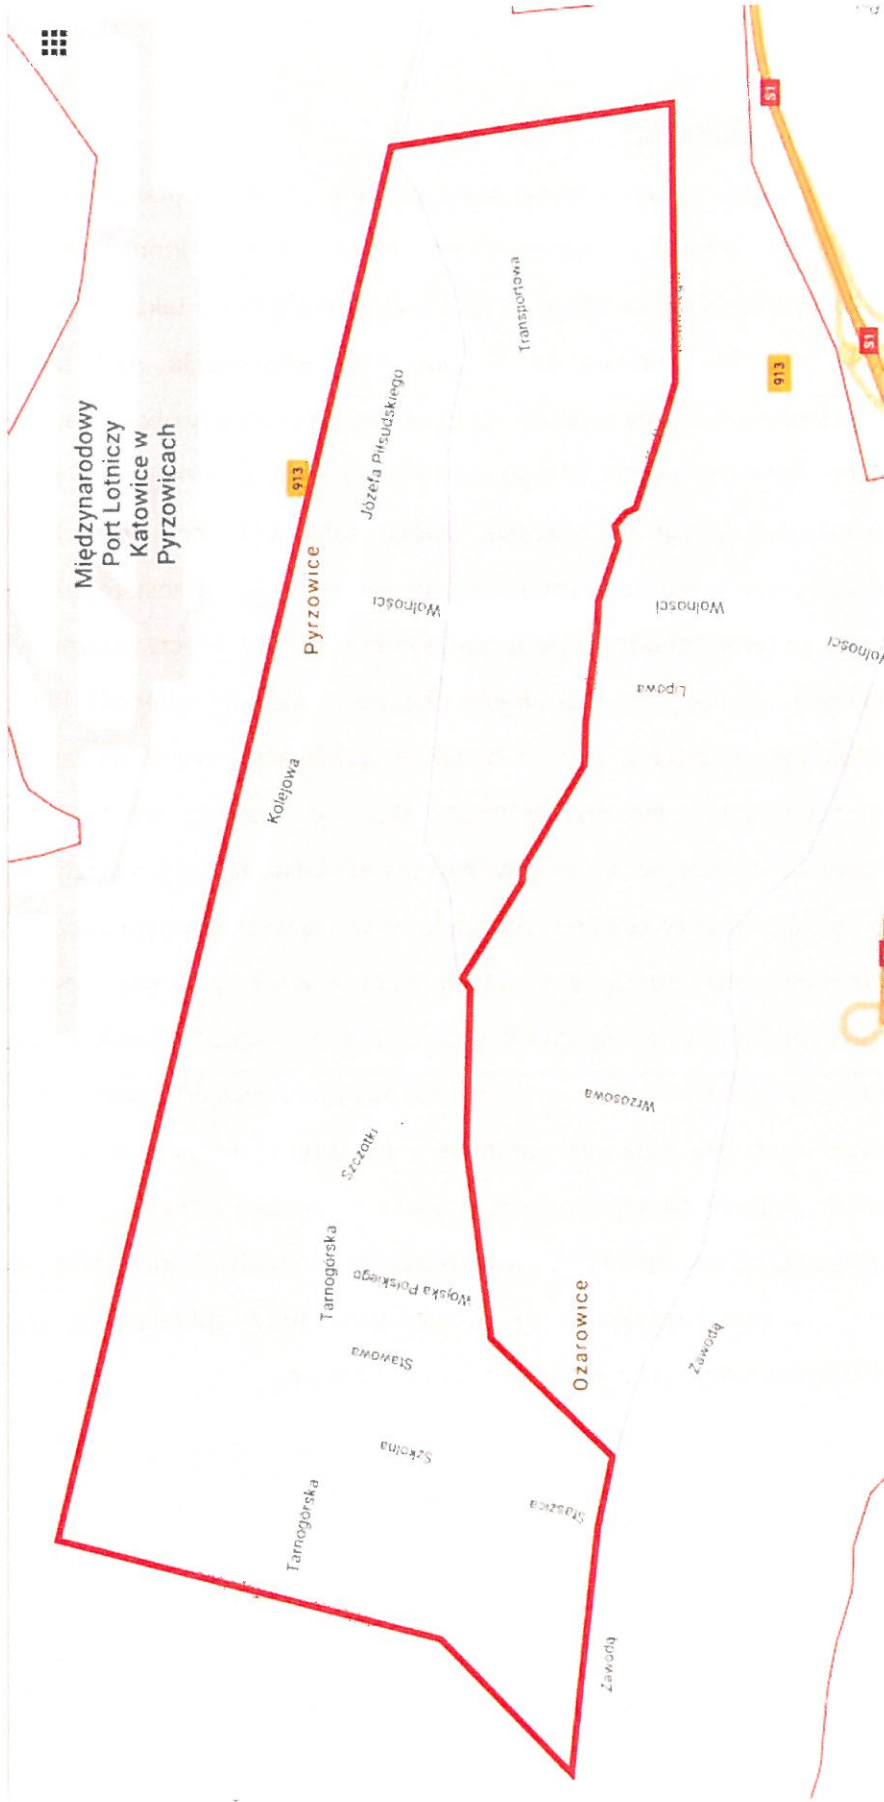 Międzynarodowy
Port Lotniczy
Katowice w
Pyrzowicach
S1
S1
913
913
Transportowa
Józefa Piłsudskiego
Pyrzowice
Wolności
Wolności
Wolności
Lipowa
Kolejowa
Wrzosowa
Szczotki
Tarnogórska
Wojska Polskiego
Stawowa
Ożarowice
Zawodą
Szkolna
Tarnogórska
Staszica
Zawodą